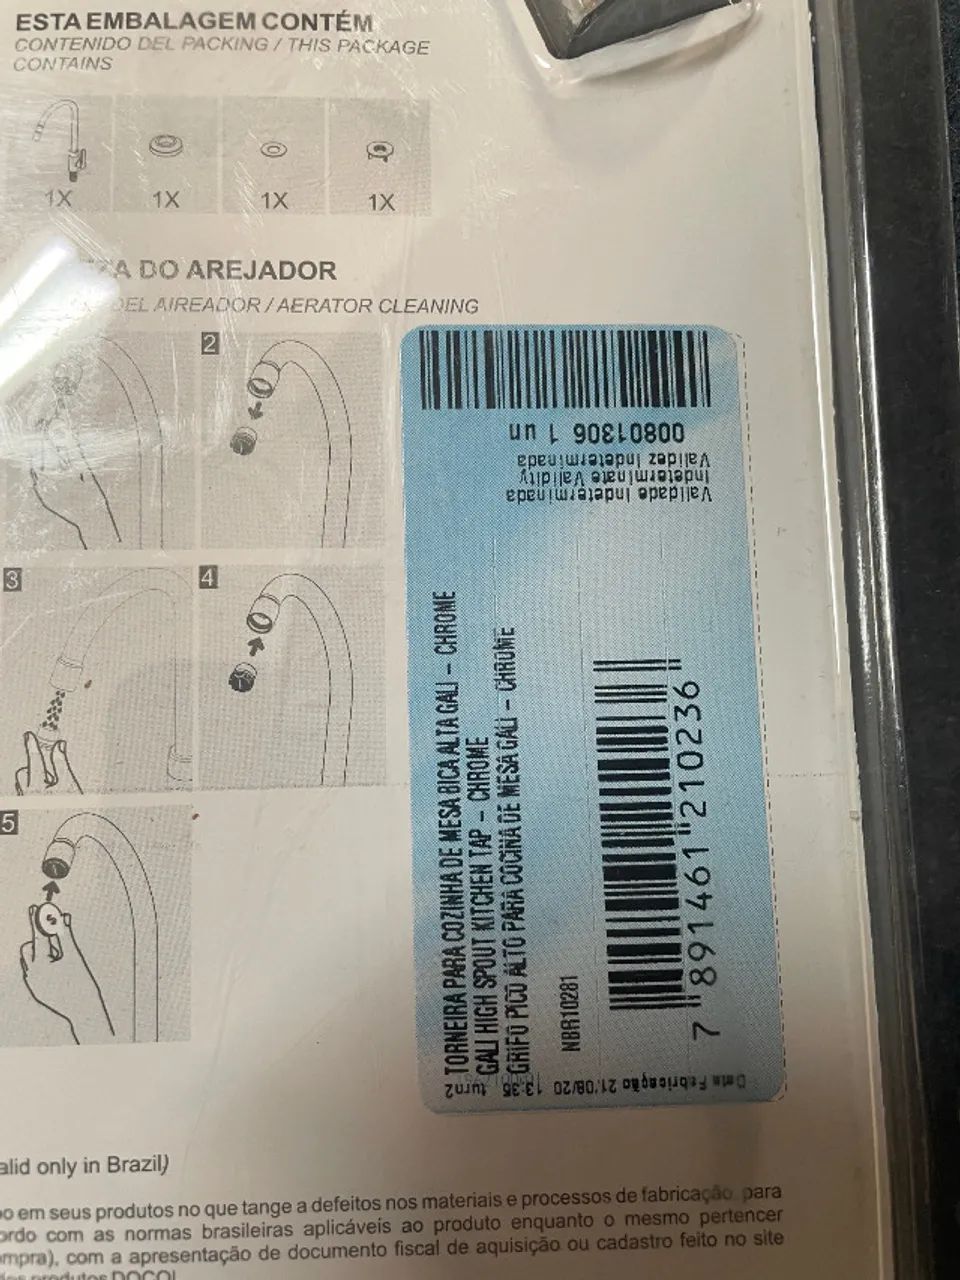 ESTA EMBALAGEM CONTÉM
CONTENIDO DEL PACKING / THIS PACKAGE
CONTAINS
1X
1X
1X
1X
DO AREJADOR
DEL AIREADOR / AERATOR CLEANING
2
3
4
5
00801306 1 un
Validez Indeterminada
Indeterminate Validity
Validade Indeterminada
TORNEIRA PARA COZINHA DE MESA BICA ALTA GALI - CHROME
GALI HIGH SPOUT KITCHEN TAP - CHROME
GRIFO PICO ALTO PARA COCINA DE MESA GALI - CHROME
NBR10281
7 891461 210236
Data Fabricação 21/08/20 13:35 turn2
only in Brazil)
em seus produtos no que tange a defeitos nos materiais e processos de fabricação, para
com as normas brasileiras aplicáveis ao produto enquanto o mesmo pertencer
com a apresentação de documento fiscal de aquisição ou cadastro feito no site
produtos DOCOL